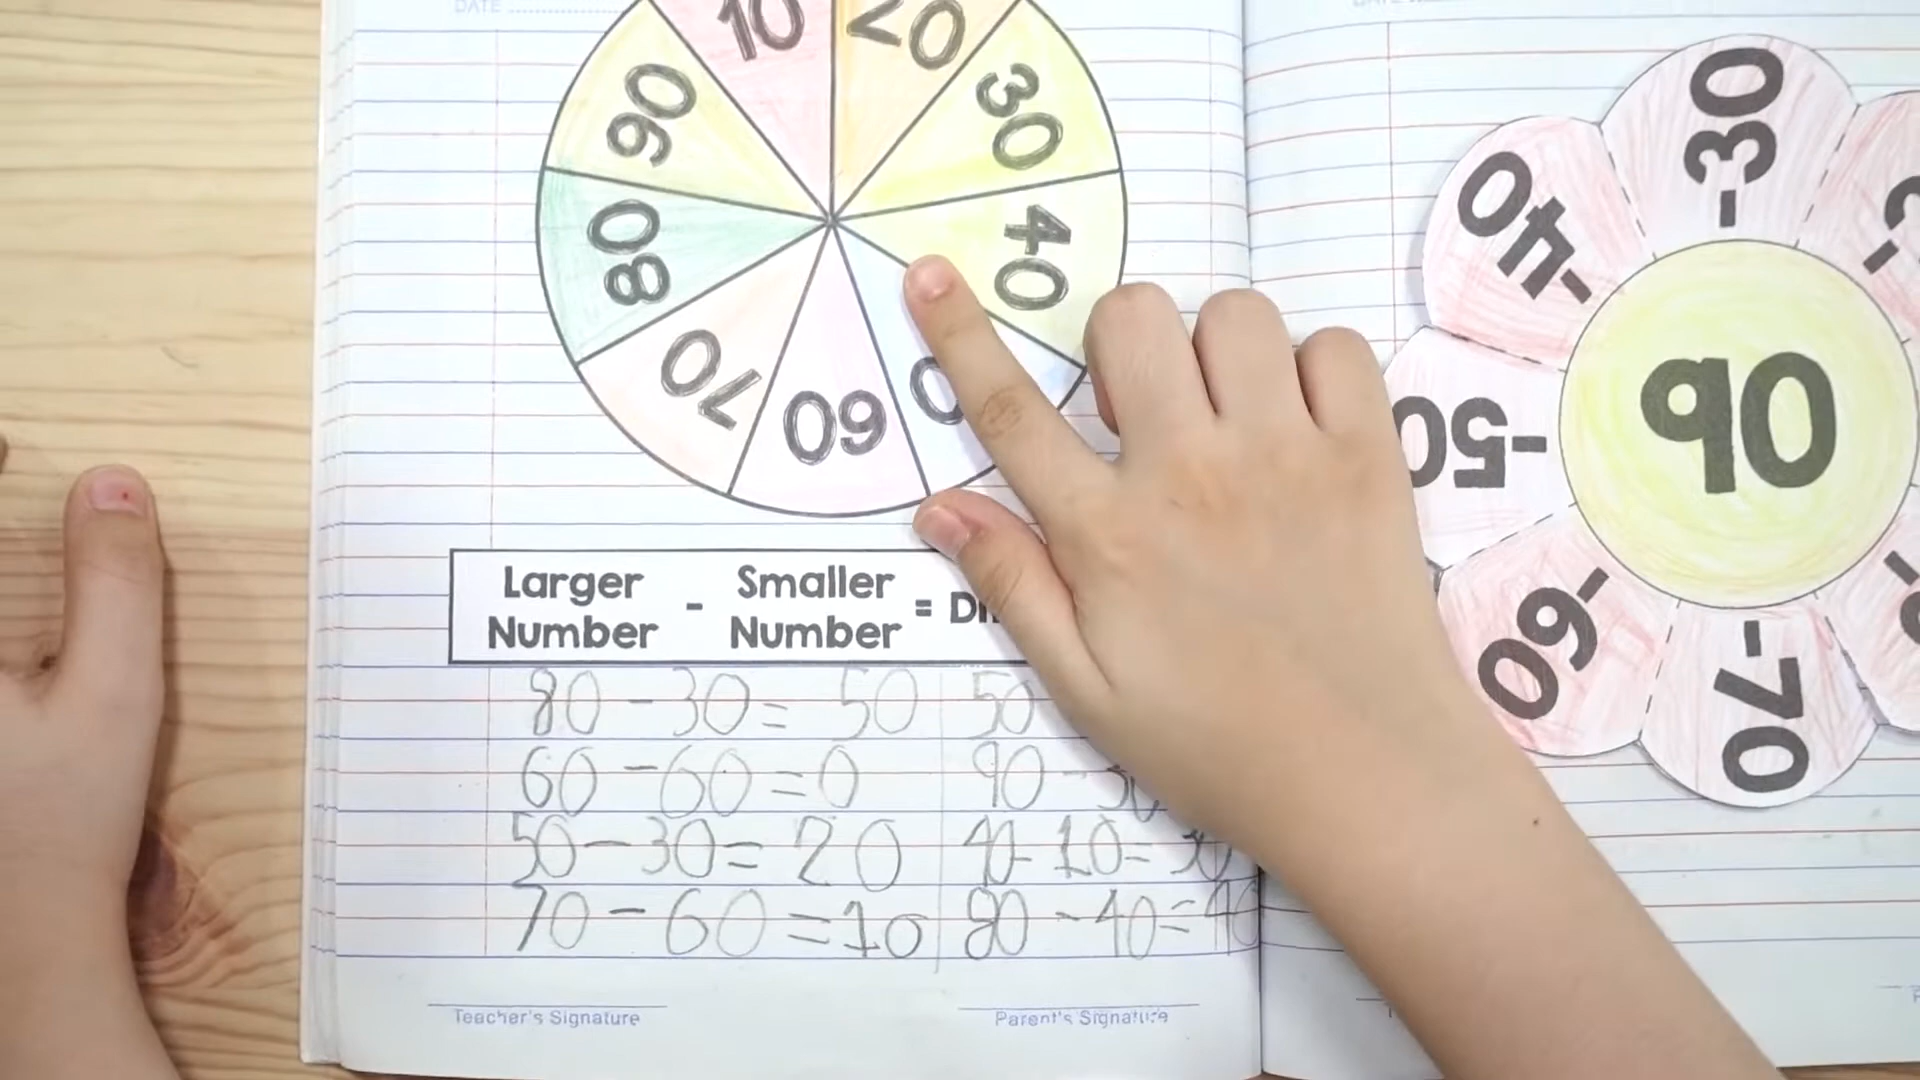 DATE
10
20
30
40
0
60
70
80
90
Larger Number - Smaller Number =
80 - 30 = 50
60 - 60 = 0
50 - 30 = 20
70 - 60 = 10
50
90 -
40 - 10 = 30
80 - 40 = 40
Teacher's Signature
Parent's Signature
-30
-40
-50
-60
-70
90